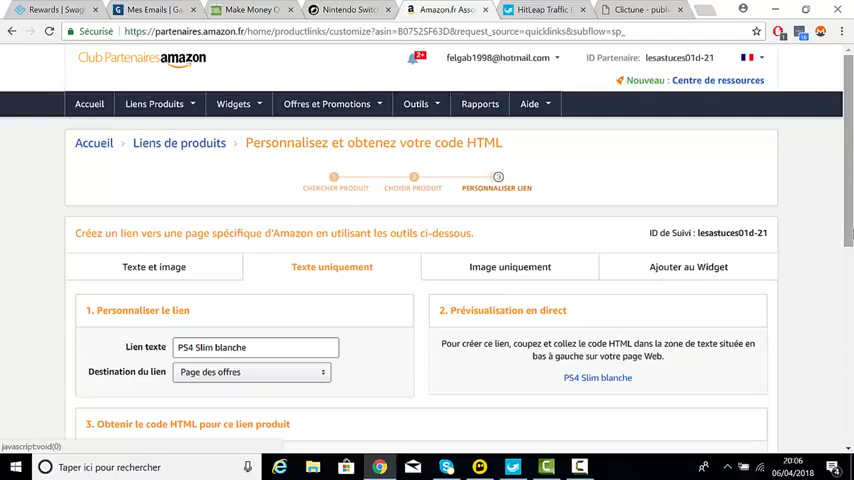 Rewards | Swag
Mes Emails | Ga
Make Money O
Nintendo Switc
Amazon.fr Asso
HitLeap Traffic E
Clictune - publ
Sécurisé https://partenaires.amazon.fr/home/productlinks/customize?asin=B0752SF63D&request_source=quicklinks&subflow=sp_
Club Partenaires amazon
2+
felgab1998@hotmail.com
ID Partenaire: lesastuces01d-21
Nouveau : Centre de ressources
Accueil Liens Produits Widgets Offres et Promotions Outils Rapports Aide
Accueil › Liens de produits › Personnalisez et obtenez votre code HTML
1 2 3
CHERCHER PRODUIT CHOISIR PRODUIT PERSONNALISER LIEN
Créez un lien vers une page spécifique d'Amazon en utilisant les outils ci-dessous.
ID de Suivi : lesastuces01d-21
Texte et image Texte uniquement Image uniquement Ajouter au Widget
1. Personnaliser le lien
Lien texte PS4 Slim blanche
Destination du lien Page des offres
2. Prévisualisation en direct
Pour créer ce lien, coupez et collez le code HTML dans la zone de texte située en
bas à gauche sur votre page Web.
PS4 Slim blanche
3. Obtenir le code HTML pour ce lien produit
javascript:void(0)
Taper ici pour rechercher
20:06
06/04/2018
4